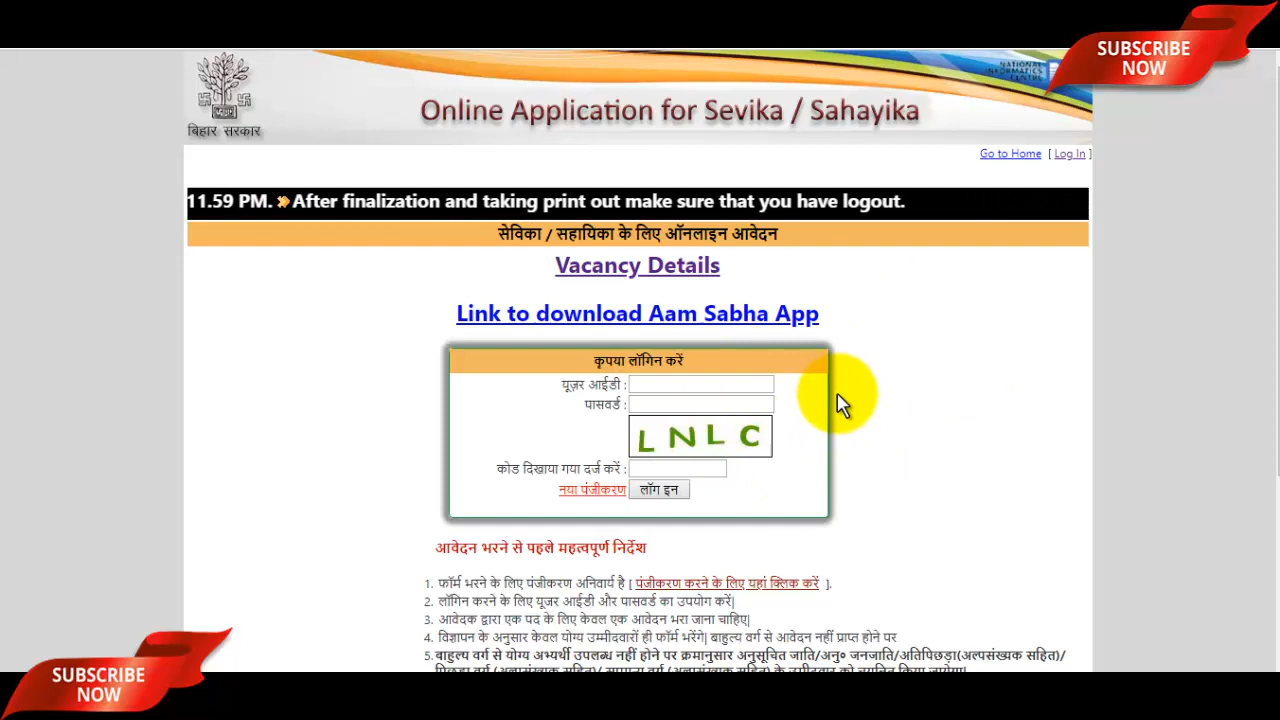 SUBSCRIBE
NOW
NATIONAL
INFORMATICS
CENTRE
बिहार सरकार
Online Application for Sevika / Sahayika
Go to Home [ Log In ]
11.59 PM. After finalization and taking print out make sure that you have logout.
सेविका / सहायिका के लिए ऑनलाइन आवेदन
Vacancy Details
Link to download Aam Sabha App
कृपया लॉगिन करें
यूज़र आईडी :
पासवर्ड :
L N L C
कोड दिखाया गया दर्ज करें :
नया पंजीकरण लॉग इन
आवेदन भरने से पहले महत्वपूर्ण निर्देश
1. फॉर्म भरने के लिए पंजीकरण अनिवार्य है [ पंजीकरण करने के लिए यहां क्लिक करें ].
2. लॉगिन करने के लिए यूजर आईडी और पासवर्ड का उपयोग करें|
3. आवेदक द्वारा एक पद के लिए केवल एक आवेदन भरा जाना चाहिए|
4. विज्ञापन के अनुसार केवल योग्य उम्मीदवारों ही फॉर्म भरेंगे| बाहुल्य वर्ग से आवेदन नहीं प्राप्त होने पर
5. बाहुल्य वर्ग से योग्य अभ्यर्थी उपलब्ध नहीं होने पर क्रमानुसार अनुसूचित जाति/अनु० जनजाति/अतिपिछड़ा(अल्पसंख्यक सहित)/
SUBSCRIBE
NOW